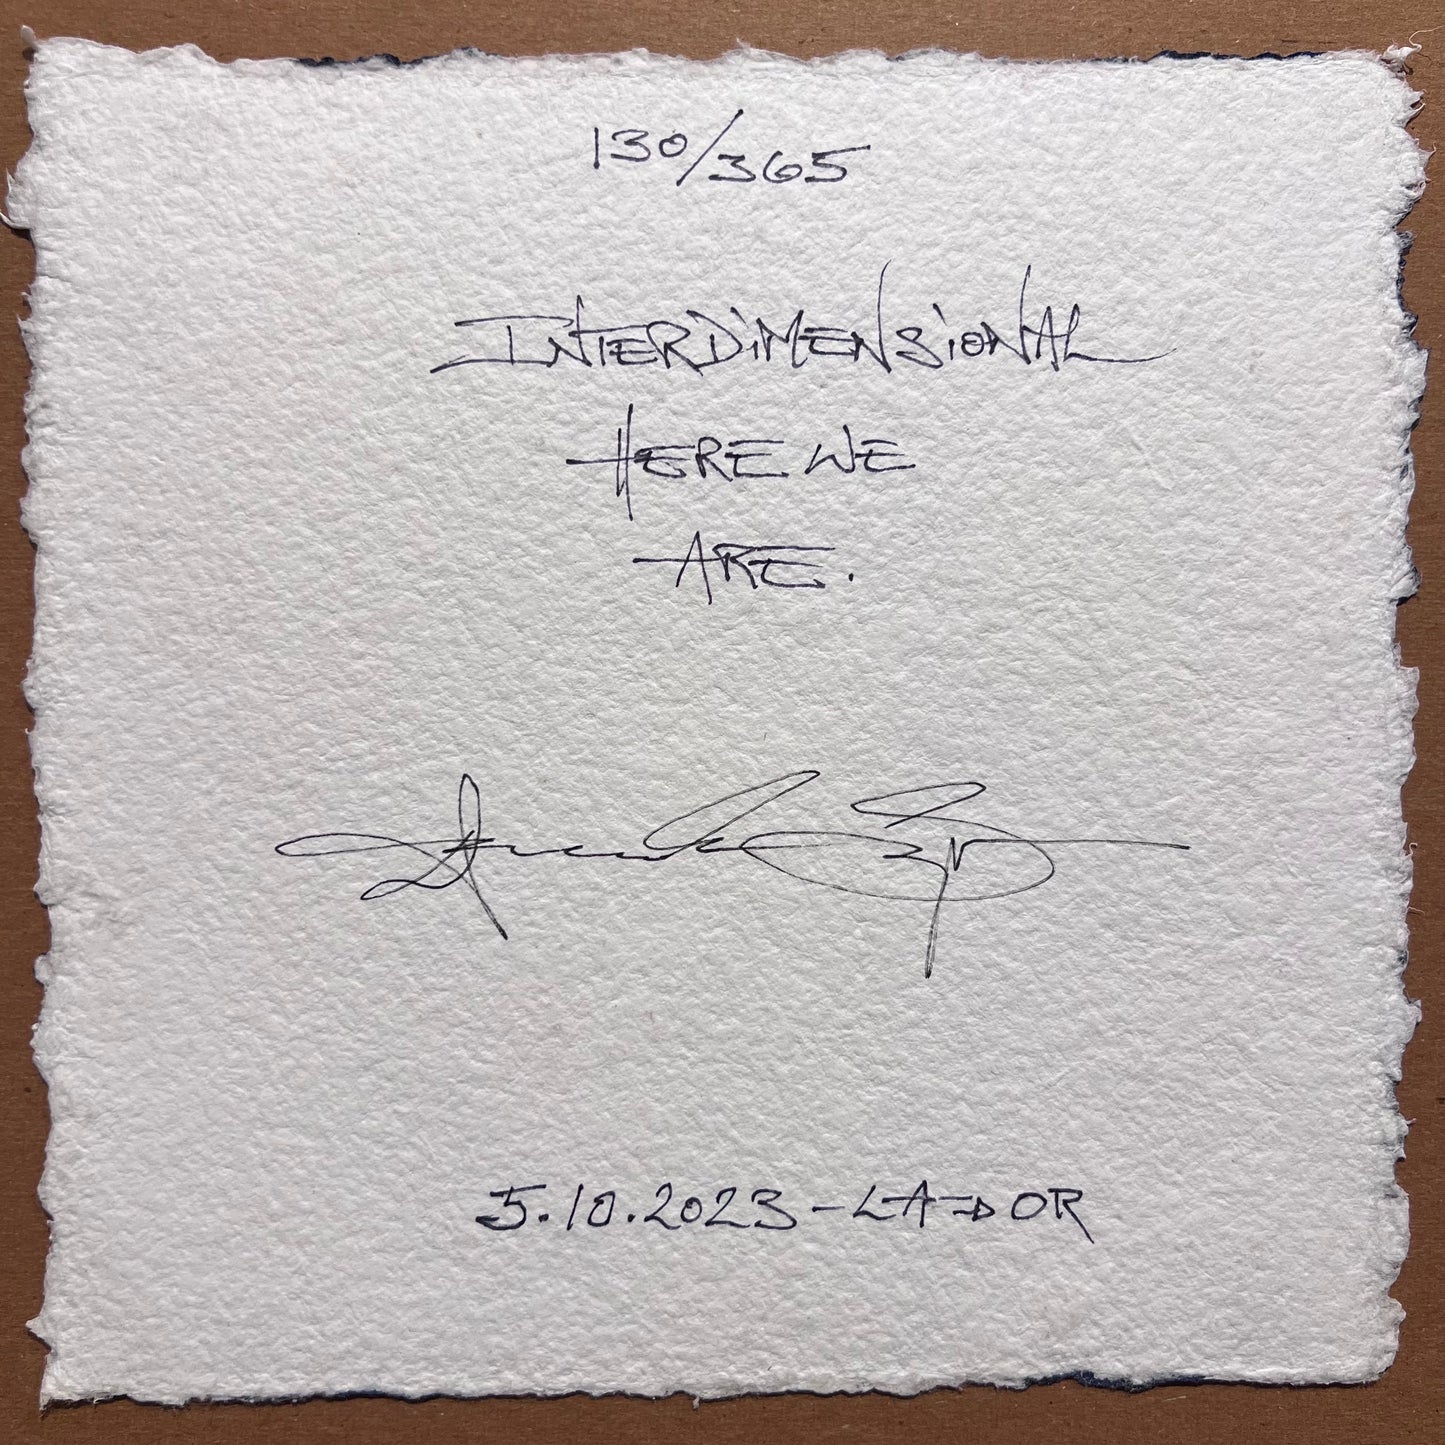 130/365
INTERDiMENSiONAL
HERE WE
ARE.
5.10.2023 - LA → OR